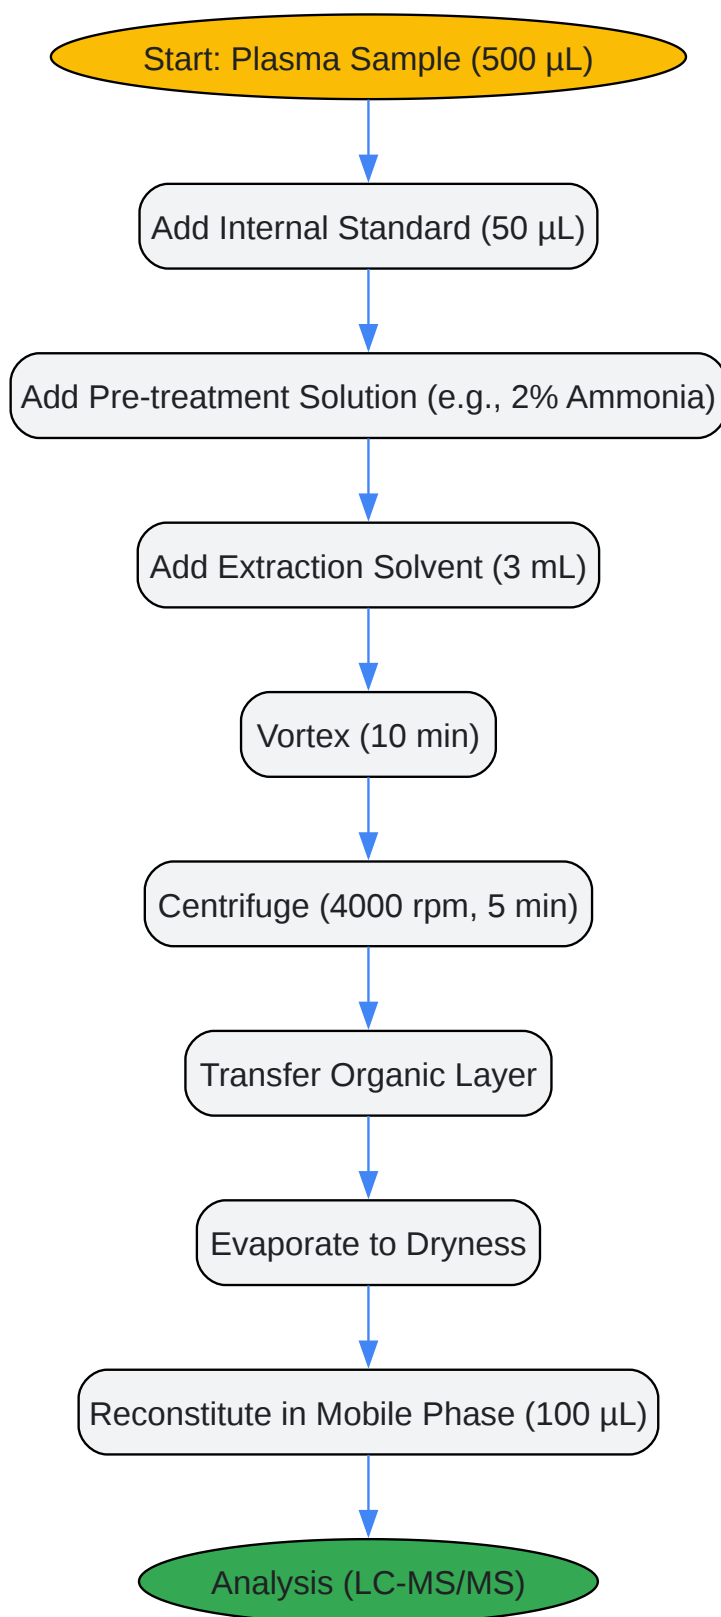 Start: Plasma Sample (500 µL)
Add Internal Standard (50 µL)
Add Pre-treatment Solution (e.g., 2% Ammonia)
Add Extraction Solvent (3 mL)
Vortex (10 min)
Centrifuge (4000 rpm, 5 min)
Transfer Organic Layer
Evaporate to Dryness
Reconstitute in Mobile Phase (100 µL)
Analysis (LC-MS/MS)